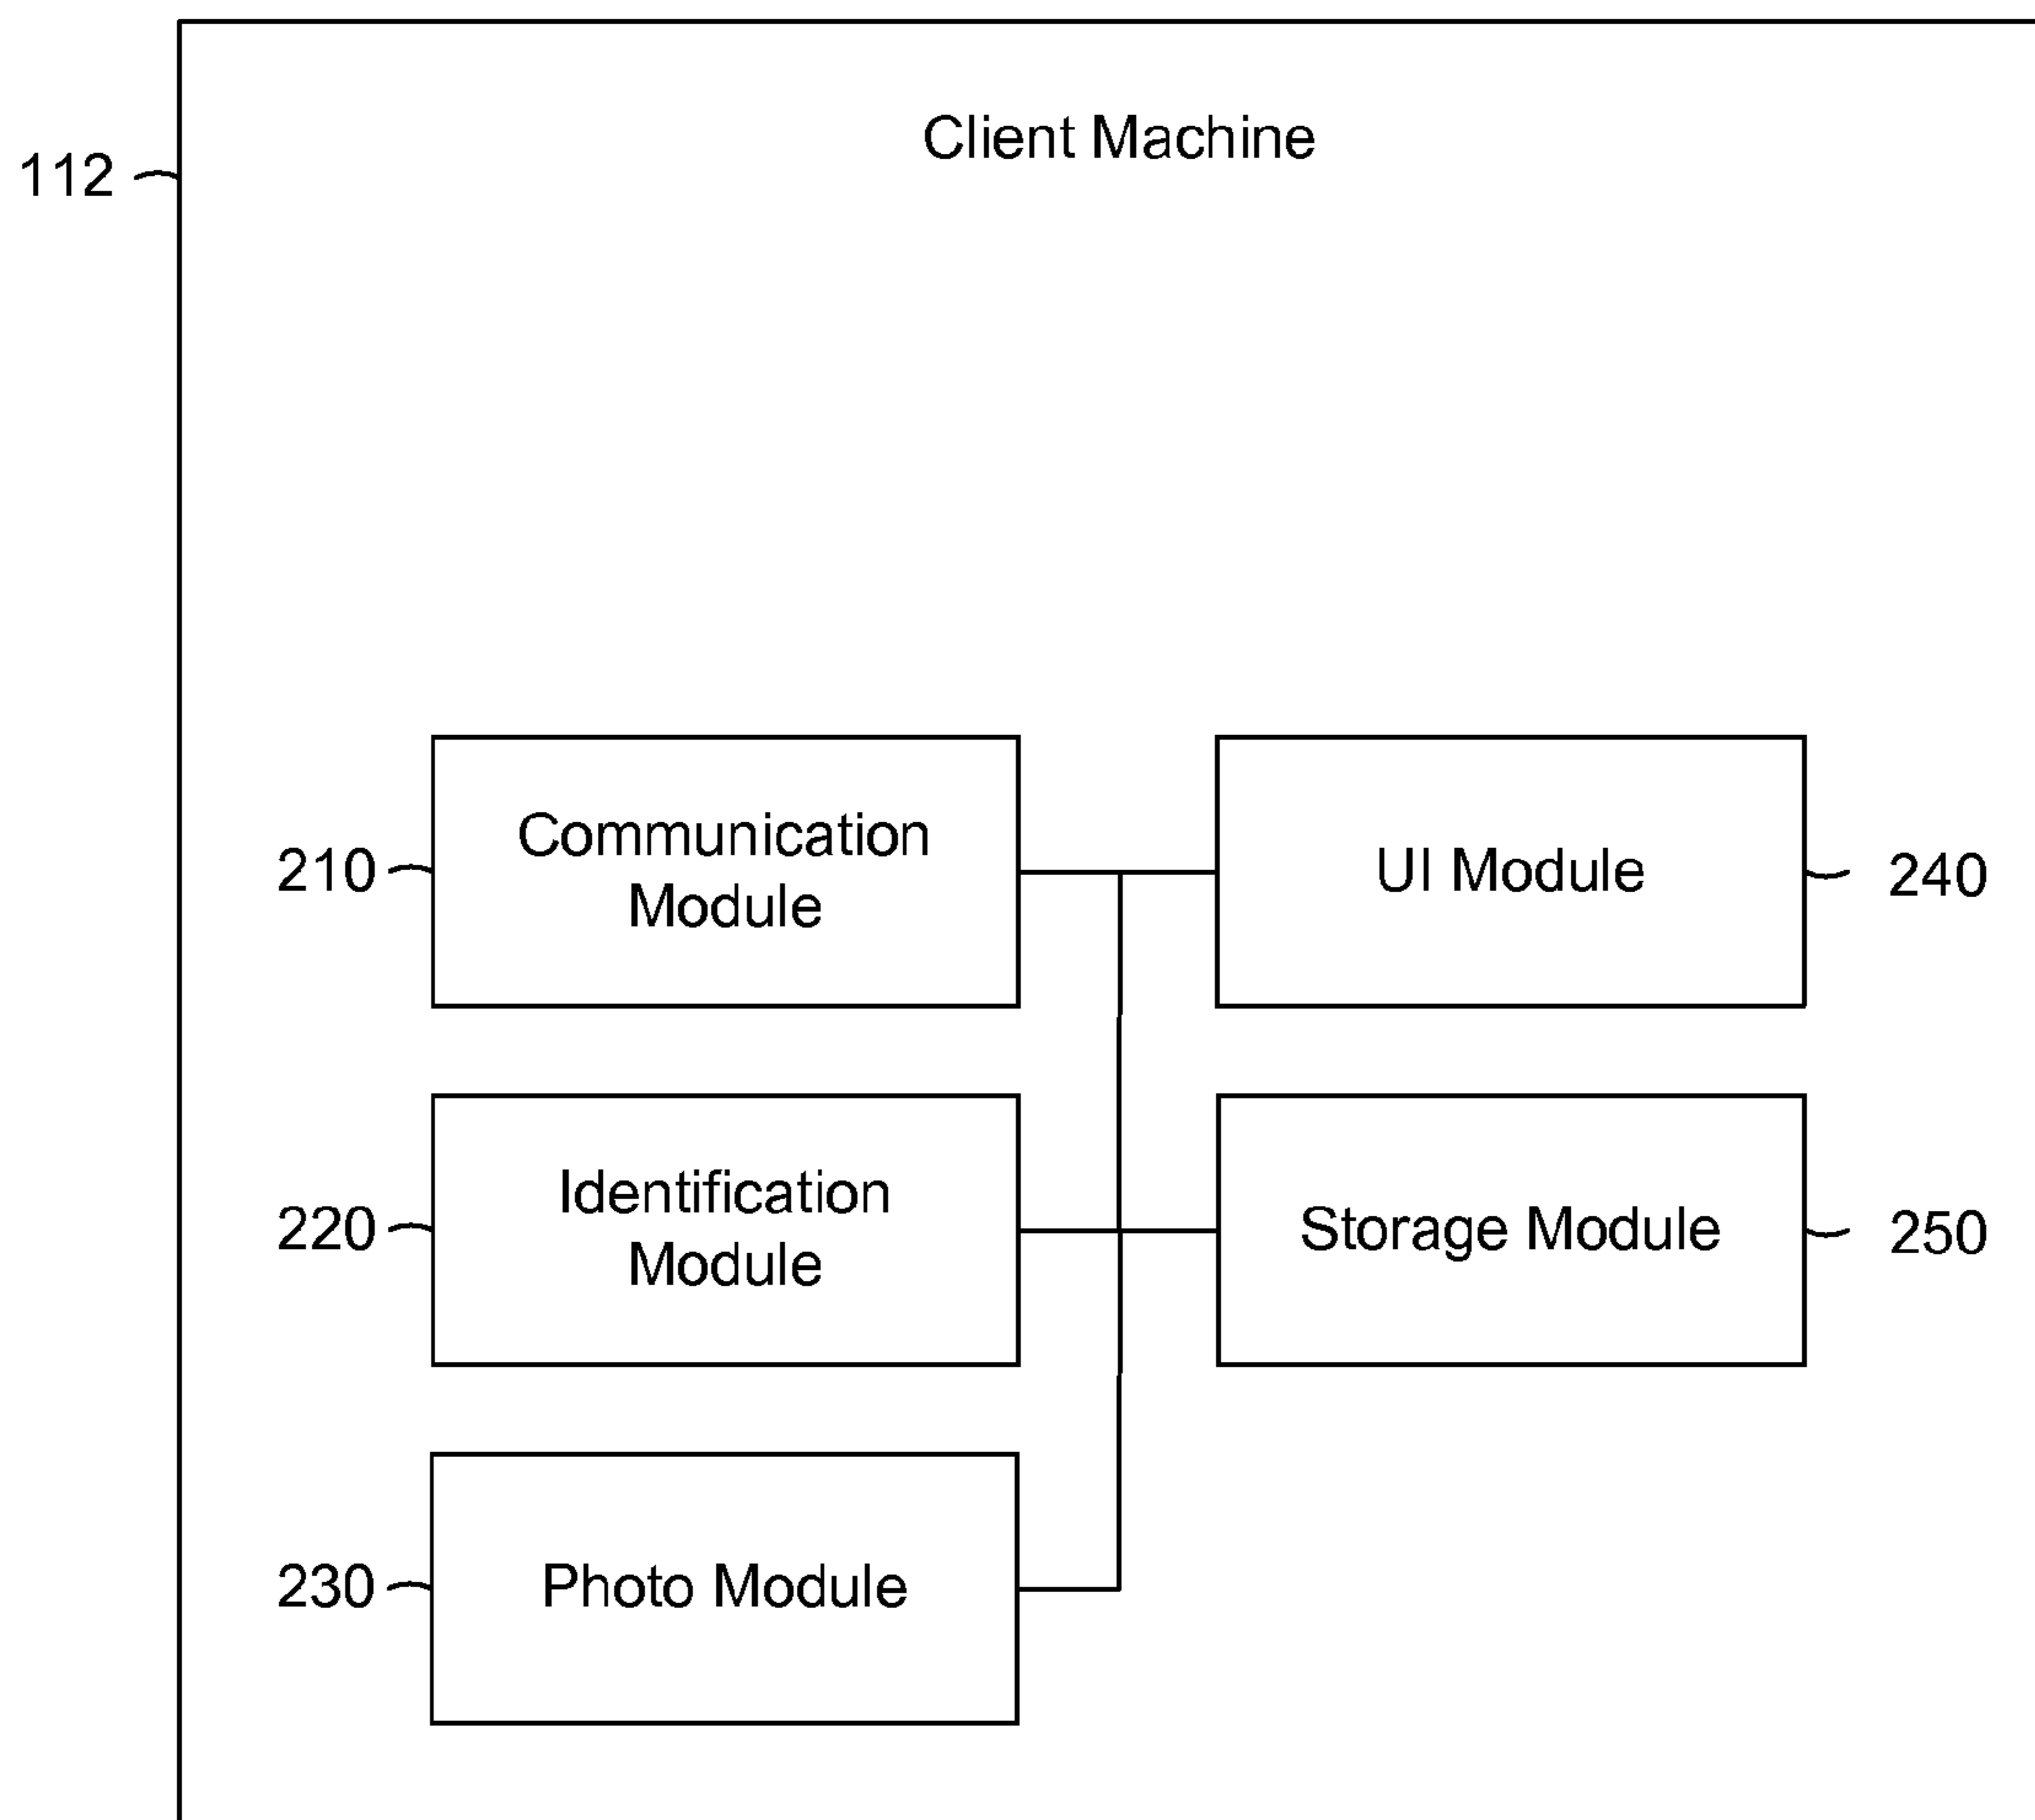 Client Machine
112
Communication
Module
210
UI Module
240
Identification
Module
220
Storage Module
250
Photo Module
230